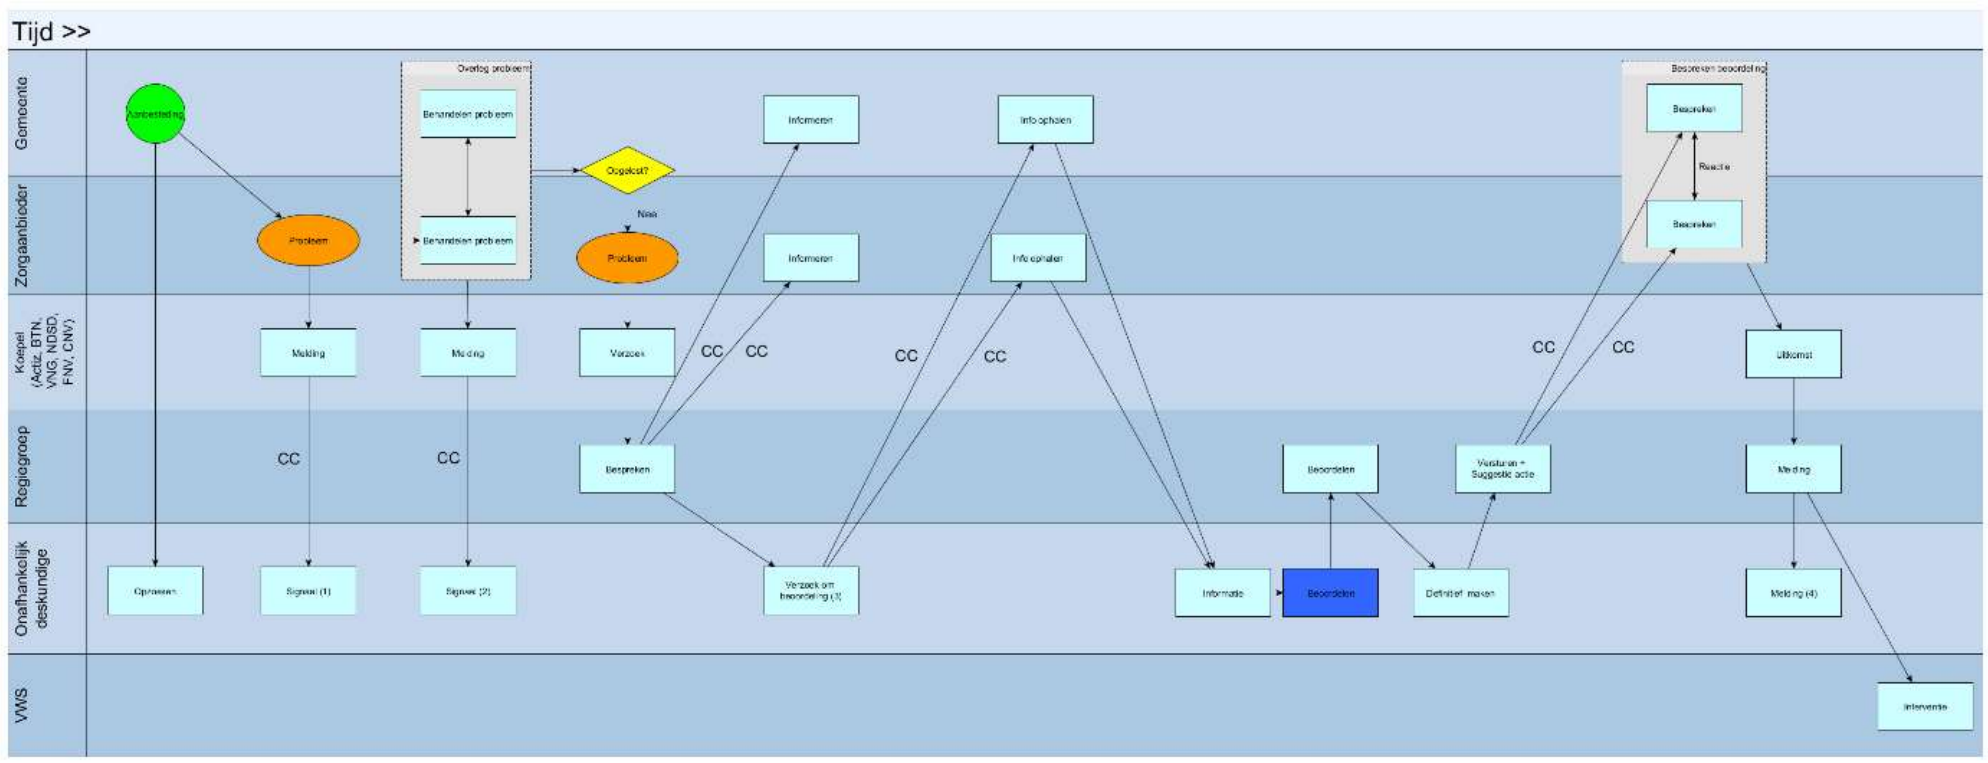 Tijd >>
Gemeente
Aanbesteding
Overleg probleem
Behandelen probleem
Informeren
Info ophalen
Bespreken beoordeling
Bespreken
Reactie
Opgelost?
Zorgaanbieder
Probleem
Behandelen probleem
Nee
Probleem
Informeren
Info ophalen
Bespreken
Koepel
(Actiz, BTN,
VNG, NDSD,
FNV, CNV)
Melding
Melding
Verzoek
CC
CC
CC
CC
CC
CC
Uitkomst
Regiegroep
CC
CC
Bespreken
Beoordelen
Versturen +
Suggestie actie
Melding
Onafhankelijk
deskundige
Oplossen
Signaal (1)
Signaal (2)
Verzoek om
beoordeling (3)
Informatie
Beoordelen
Definitief maken
Melding (4)
VWS
Interventie